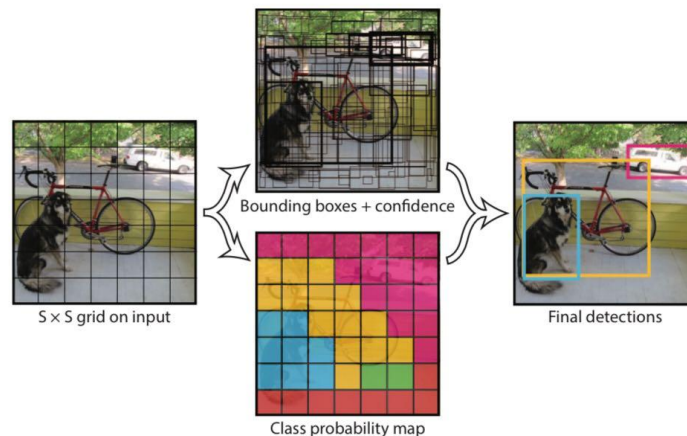 Bounding boxes + confidence
S × S grid on input
Final detections
Class probability map